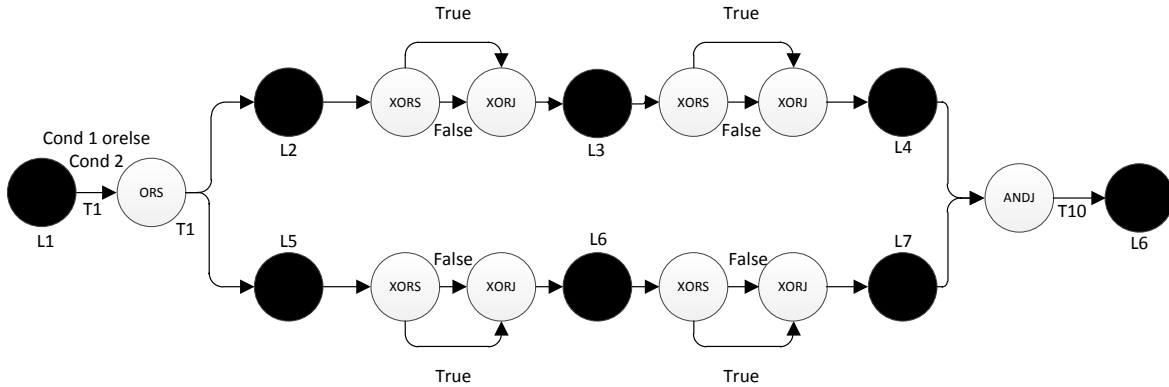 True
True
XORS
XORJ
XORS
XORJ
False
False
L2
L3
L4
Cond 1 orelse
Cond 2
ORS
T1
T1
L1
ANDJ
T10
L6
L5
L6
L7
False
False
XORS
XORJ
XORS
XORJ
True
True